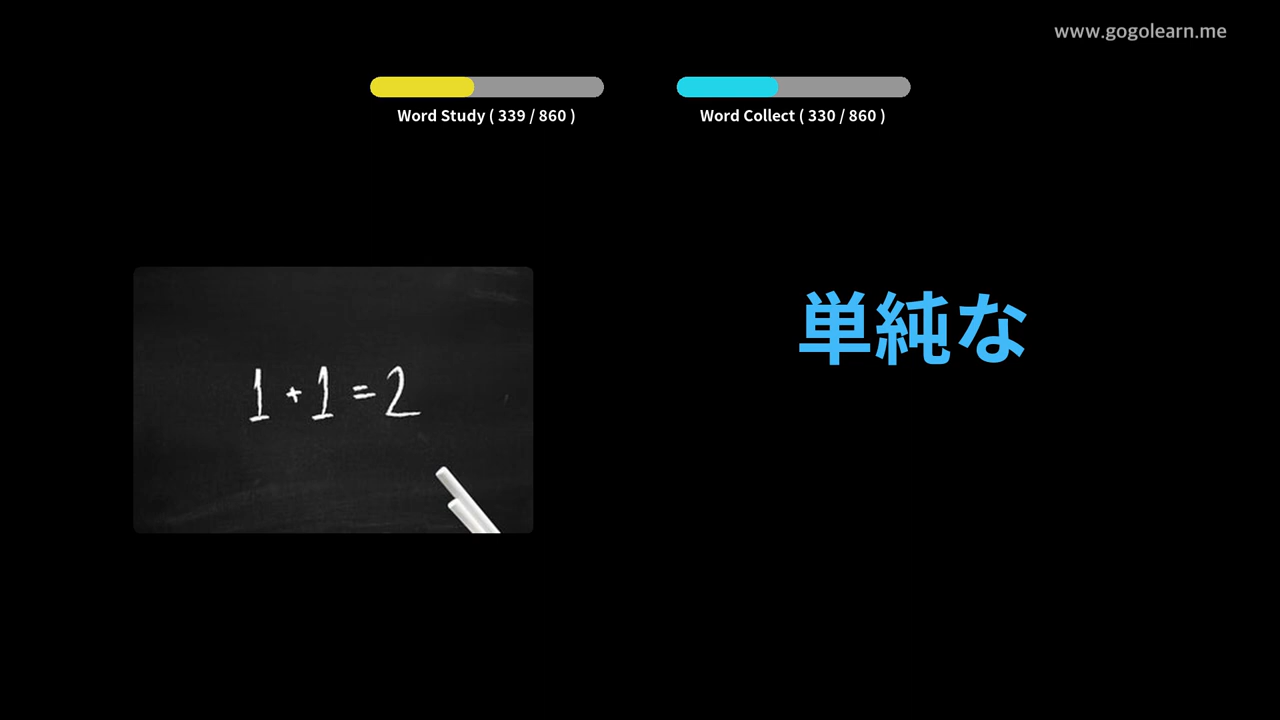 www.gogolearn.me
Word Study ( 339 / 860 )
Word Collect ( 330 / 860 )
単純な
1 + 1 = 2